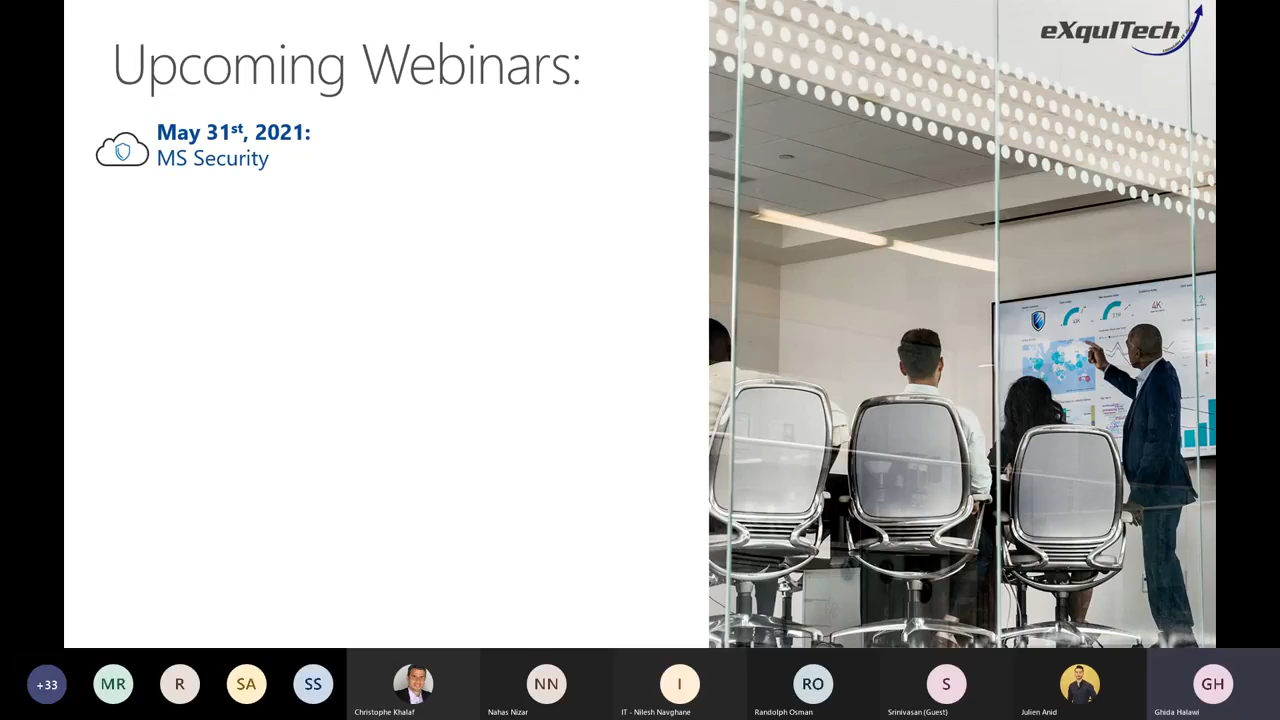 Upcoming Webinars:
May 31st, 2021:
MS Security
eXquITech
4K
+33
MR
R
SA
SS
Christophe Khalaf
NN
Nahas Nizar
I
IT - Nilesh Navghane
RO
Randolph Osman
S
Srinivasan (Guest)
Julien Anid
GH
Ghida Halawi